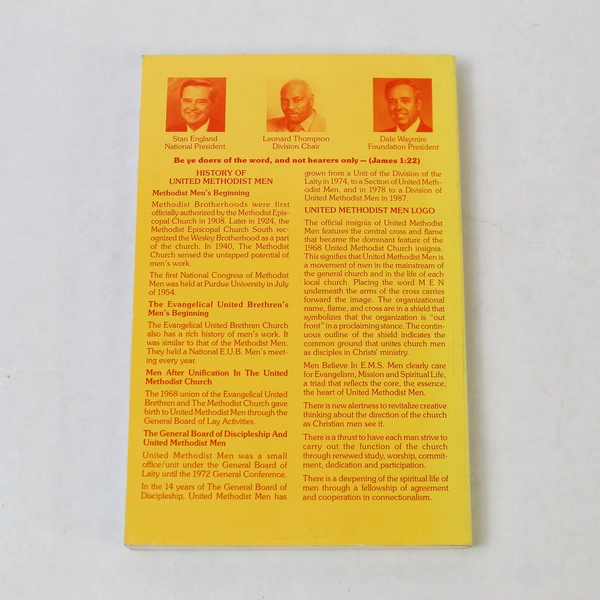 Stan England
National President
Leonard Thompson
Division Chair
Dale Waymire
Foundation President
Be ye doers of the word, and not hearers only — (James 1:22)
HISTORY OF
UNITED METHODIST MEN
Methodist Men's Beginning
Methodist Brotherhoods were first
officially authorized by the Methodist Epis-
copal Church in 1908. Later in 1924, the
Methodist Episcopal Church South rec-
ognized the Wesley Brotherhood as a part
of the church. In 1940, The Methodist
Church sensed the untapped potential of
men's work.
The first National Congress of Methodist
Men was held at Purdue University in July
of 1954.
The Evangelical United Brethren's
Men's Beginning
The Evangelical United Brethren Church
also has a rich history of men's work. It
was similar to that of the Methodist Men.
They held a National E.U.B. Men's meet-
ing every year.
Men After Unification In The United
Methodist Church
The 1968 union of the Evangelical United
Brethren and The Methodist Church gave
birth to United Methodist Men through the
General Board of Lay Activities.
The General Board of Discipleship And
United Methodist Men
United Methodist Men was a small
office/unit under the General Board of
Laity until the 1972 General Conference.
In the 14 years of The General Board of
Discipleship, United Methodist Men has
grown from a Unit of the Division of the
Laity in 1974, to a Section of United Meth-
odist Men, and in 1978 to a Division of
United Methodist Men in 1987.
UNITED METHODIST MEN LOGO
The official insignia of United Methodist
Men features the central cross and flame
that became the dominant feature of the
1968 United Methodist Church insignia.
This signifies that United Methodist Men is
a movement of men in the mainstream of
the general church and in the life of each
local church. Placing the word M E N
underneath the arms of the cross carries
forward the image. The organizational
name, flame, and cross are in a shield that
symbolizes that the organization is "out
front" in a proclaiming stance. The contin-
uous outline of the shield indicates the
common ground that unites church men
as disciples in Christs' ministry.
Men Believe In E.M.S. Men clearly care
for Evangelism, Mission and Spiritual Life,
a triad that reflects the core, the essence,
the heart of United Methodist Men.
There is new alertness to revitalize creative
thinking about the direction of the church
as Christian men see it.
There is a thrust to have each man strive to
carry out the function of the church
through renewed study, worship, commit-
ment, dedication and participation.
There is a deepening of the spiritual life of
men through a fellowship of agreement
and cooperation in connectionalism.